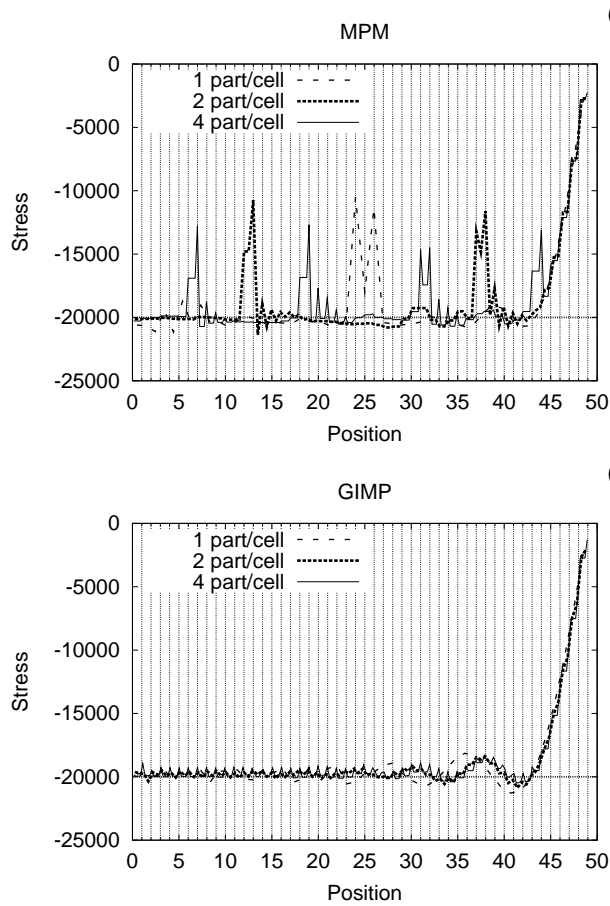 MPM
1 part/cell
2 part/cell
4 part/cell
0
-5000
-10000
-15000
-20000
-25000
Stress
0 5 10 15 20 25 30 35 40 45 50
Position
GIMP
1 part/cell
2 part/cell
4 part/cell
0
-5000
-10000
-15000
-20000
-25000
Stress
0 5 10 15 20 25 30 35 40 45 50
Position